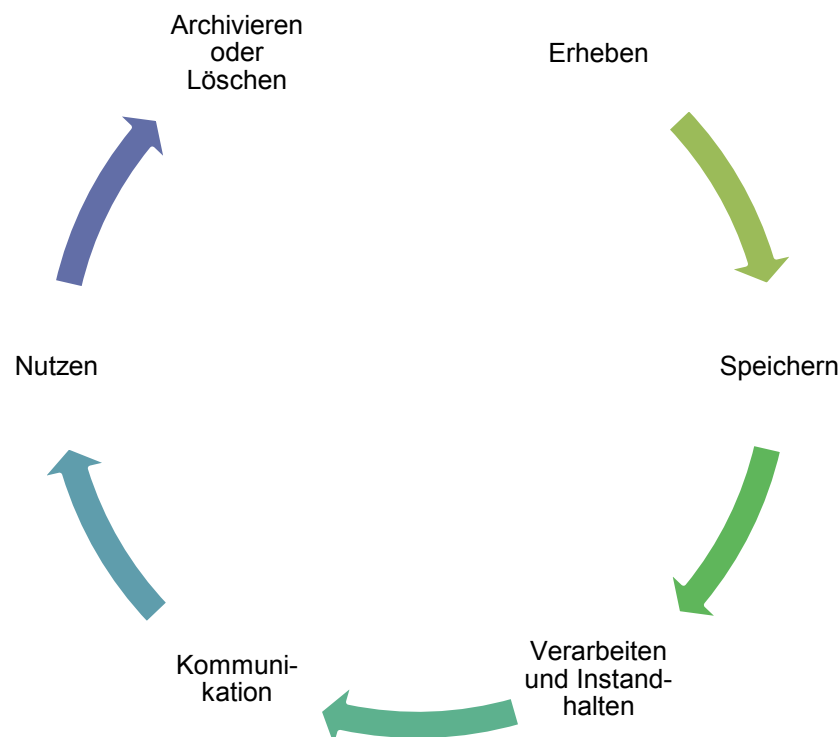 Archivieren
oder
Löschen
Erheben
Speichern
Verarbeiten
und Instand-
halten
Kommuni-
kation
Nutzen